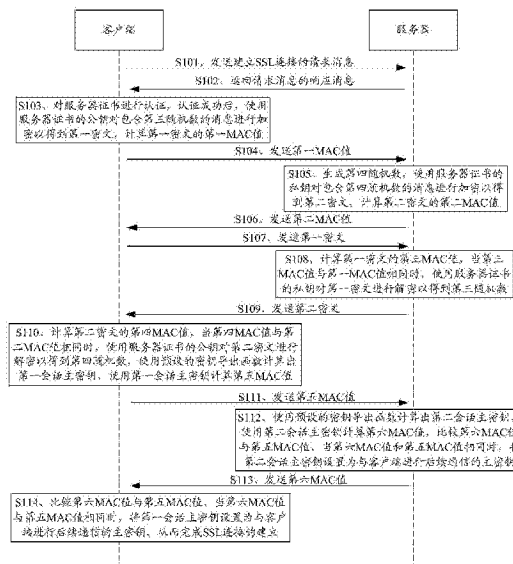 客户端
服务器
S101、发送建立SSL连接的请求消息
S102、返回请求消息的响应消息
S103、对服务器证书进行认证，认证成功后，使用
服务器证书的公钥对包含第三随机数的消息进行加
密以得到第一密文，计算第一密文的第一MAC值
S104、发送第一MAC值
S105、生成第四随机数，使用服务器证书的
私钥对包含第四随机数的消息进行加密以得
到第二密文，计算第二密文的第二MAC值
S106、发送第二MAC值
S107、发送第一密文
S108、计算第一密文的第三MAC值，当第三
MAC值与第一MAC值相同时，使用服务器证书
的私钥对第一密文进行解密以得到第三随机数
S109、发送第二密文
S110、计算第二密文的第四MAC值，当第四MAC值与第
二MAC值相同时，使用服务器证书的公钥对第二密文进行
解密以得到第四随机数，使用预设的密钥导出函数计算出
第一会话主密钥、使用第一会话主密钥计算第五MAC值
S111、发送第五MAC值
S112、使用预设的密钥导出函数计算出第二会话主密钥，
使用第二会话主密钥计算第六MAC值，比较第六MAC值
与第五MAC值、当第六MAC值和第五MAC值相同时，
第二会话主密钥设置为与客户端进行后续通信的主密钥
S113、发送第六MAC值
S114、比较第六MAC值与第五MAC值、当第六MAC值
与第五MAC值相同时，将第一会话主密钥设置为与客户
端进行后续通信的主密钥、从而完成SSL连接的建立